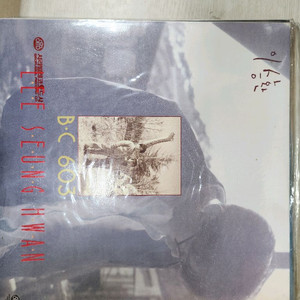 이승환
B·C 603
LEE SEUNG HWAN